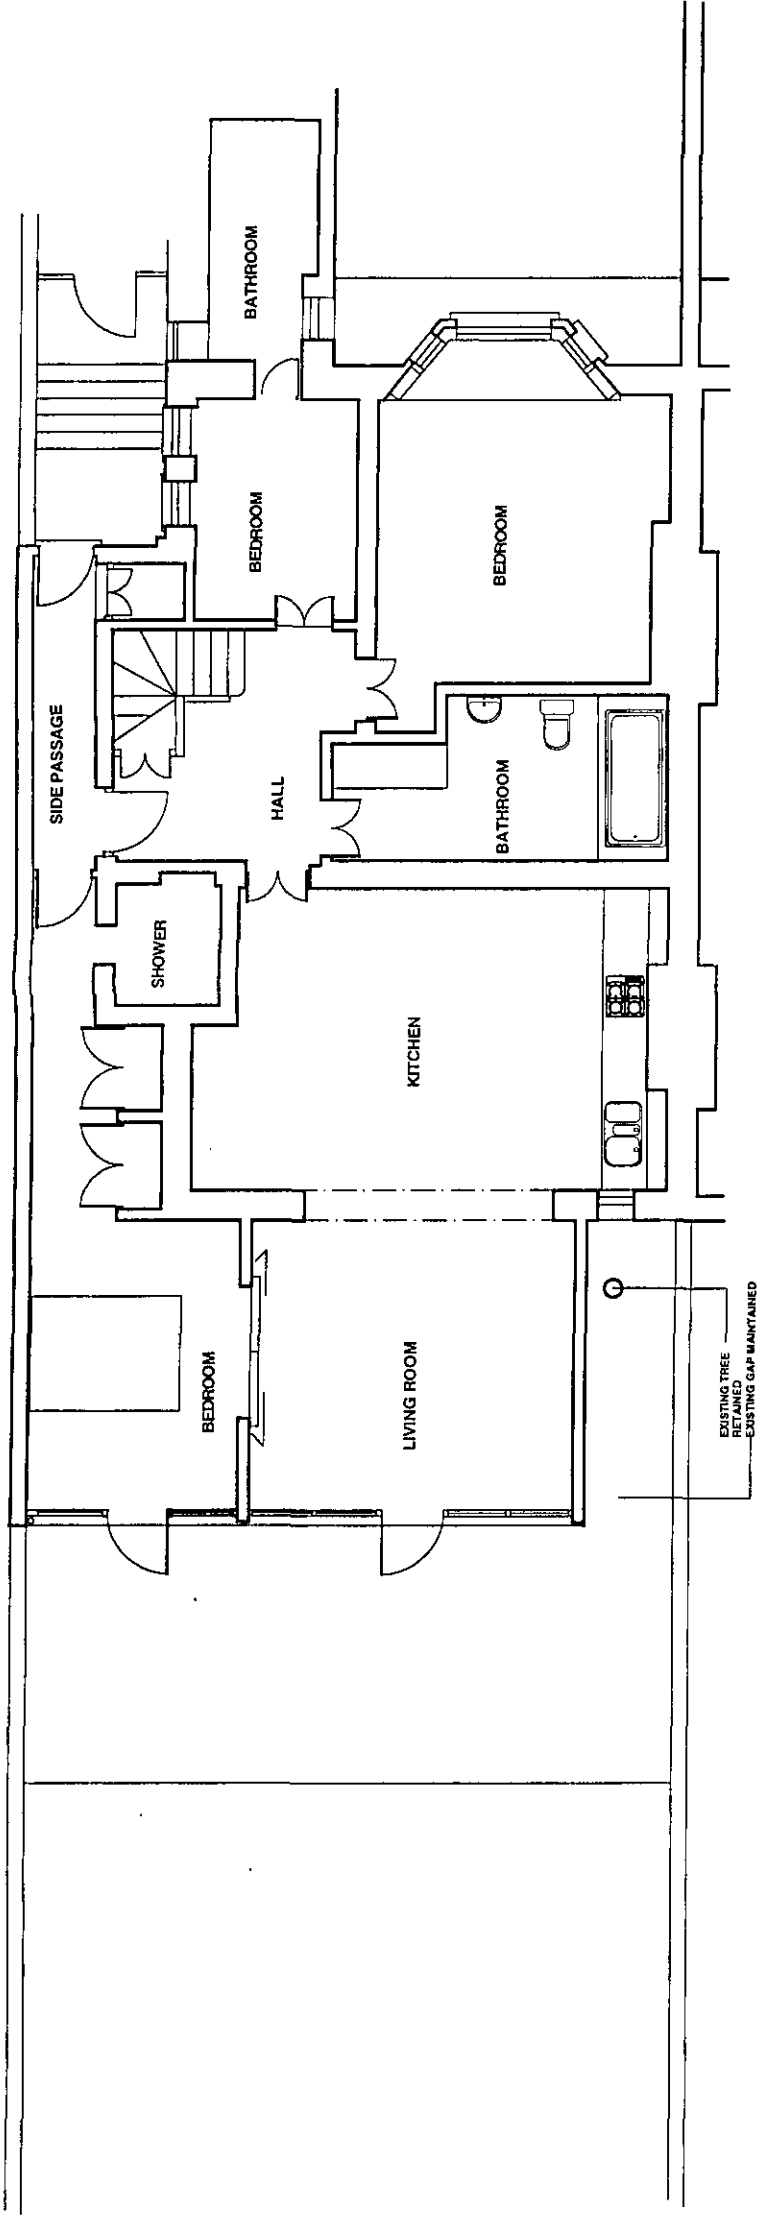 BATHROOM
BEDROOM
BEDROOM
SIDE PASSAGE
HALL
BATHROOM
SHOWER
KITCHEN
BEDROOM
LIVING ROOM
EXISTING TREE
RETAINED
EXISTING GAP MAINTAINED